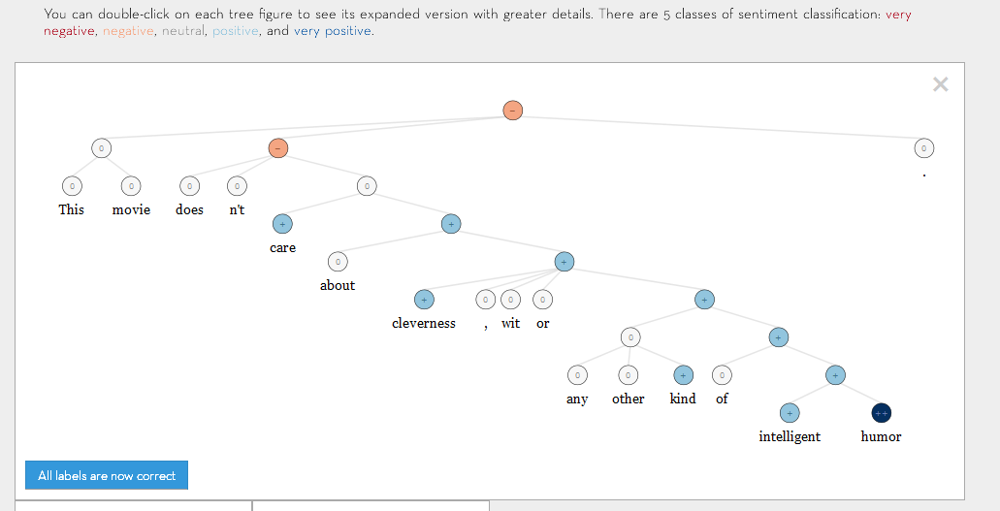 You can double-click on each tree figure to see its expanded version with greater details. There are 5 classes of sentiment classification: very
negative, negative, neutral, positive, and very positive.
×
−
0 − 0
.
0 0 0 0 0
This movie does n't
+ +
care
0 +
about
+ 0 0 0 +
cleverness , wit or
0 +
0 0 + 0 +
any other kind of
+ ++
intelligent humor
All labels are now correct